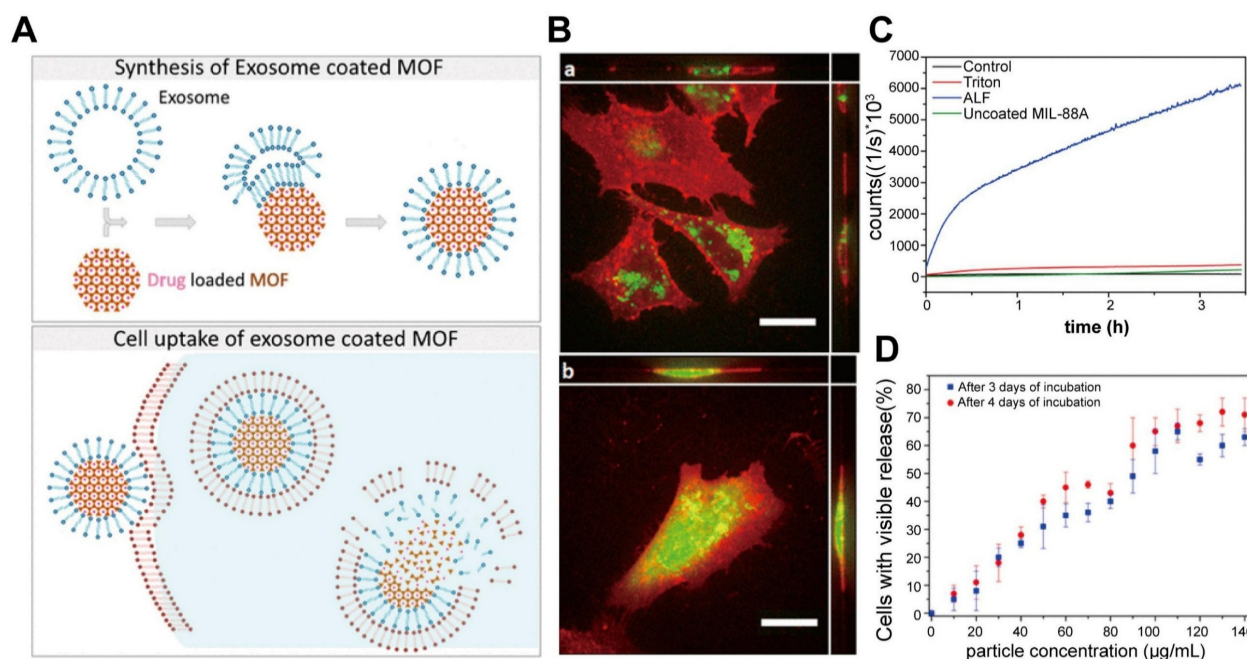 A
Synthesis of Exosome coated MOF
Exosome
Drug loaded MOF
Cell uptake of exosome coated MOF
B
a
b
C
7000
6000
5000
4000
3000
2000
1000
0
counts((1/s)*10³
Control
Triton
ALF
Uncoated MIL-88A
0 1 2 3
time (h)
D
80
70
60
50
40
30
20
10
0
Cells with visible release(%)
After 3 days of incubation
After 4 days of incubation
0 20 40 60 80 100 120 140
particle concentration (µg/mL)